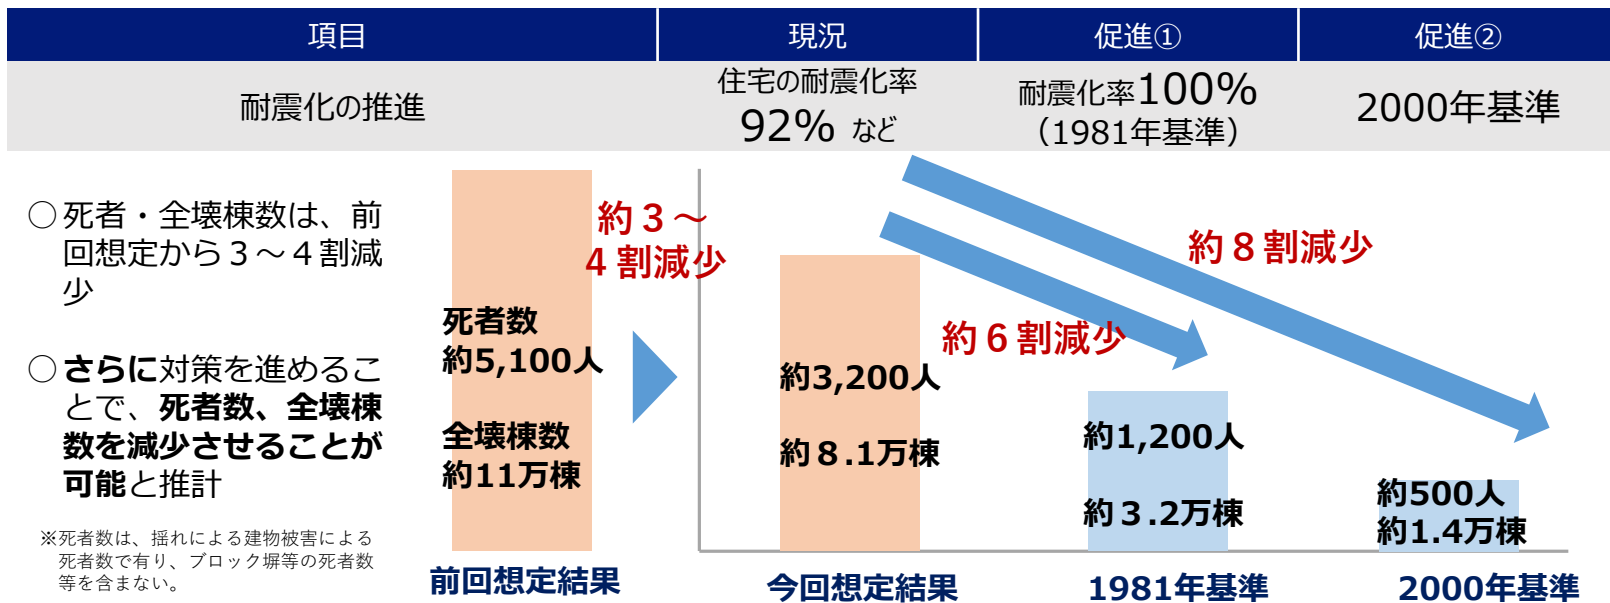 項目
現況
促進①
促進②
耐震化の推進
住宅の耐震化率
92% など
耐震化率100%
（1981年基準）
2000年基準
○死者・全壊棟数は、前
回想定から３～４割減
少
○さらに対策を進めるこ
とで、死者数、全壊棟
数を減少させることが
可能と推計
※死者数は、揺れによる建物被害による
死者数で有り、ブロック塀等の死者数
等を含まない。
死者数
約5,100人
全壊棟数
約11万棟
前回想定結果
約３～
４割減少
約3,200人
約８.1万棟
今回想定結果
約６割減少
約1,200人
約３.2万棟
1981年基準
約８割減少
約500人
約1.4万棟
2000年基準